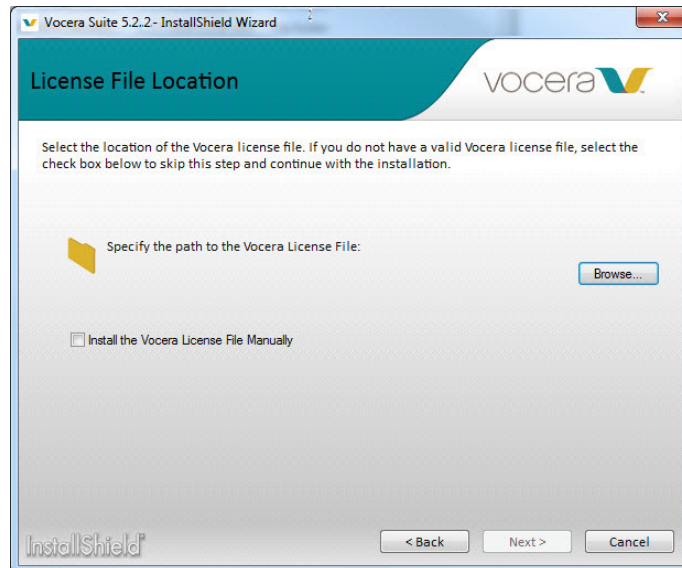 Vocera Suite 5.2.2 - InstallShield Wizard
License File Location
vocera
Select the location of the Vocera license file. If you do not have a valid Vocera license file, select the
check box below to skip this step and continue with the installation.
Specify the path to the Vocera License File:
Browse...
Install the Vocera License File Manually
InstallShield
< Back
Next >
Cancel